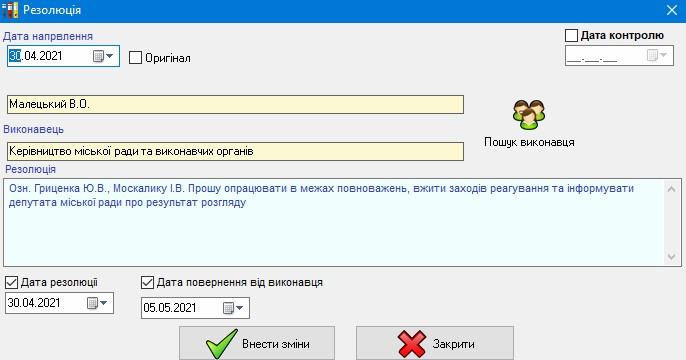 Резолюція
Дата напрвлення
30.04.2021
Оригінал
Дата контролю
__.__.__
Малецький В.О.
Виконавець
Керівництво міської ради та виконавчих органів
Пошук виконавця
Резолюція
Озн. Гриценка Ю.В., Москалику І.В. Прошу опрацювати в межах повноважень, вжити заходів реагування та інформувати
депутата міської ради про результат розгляду
Дата резолюції
Дата повернення від виконавця
30.04.2021
05.05.2021
Внести зміни
Закрити